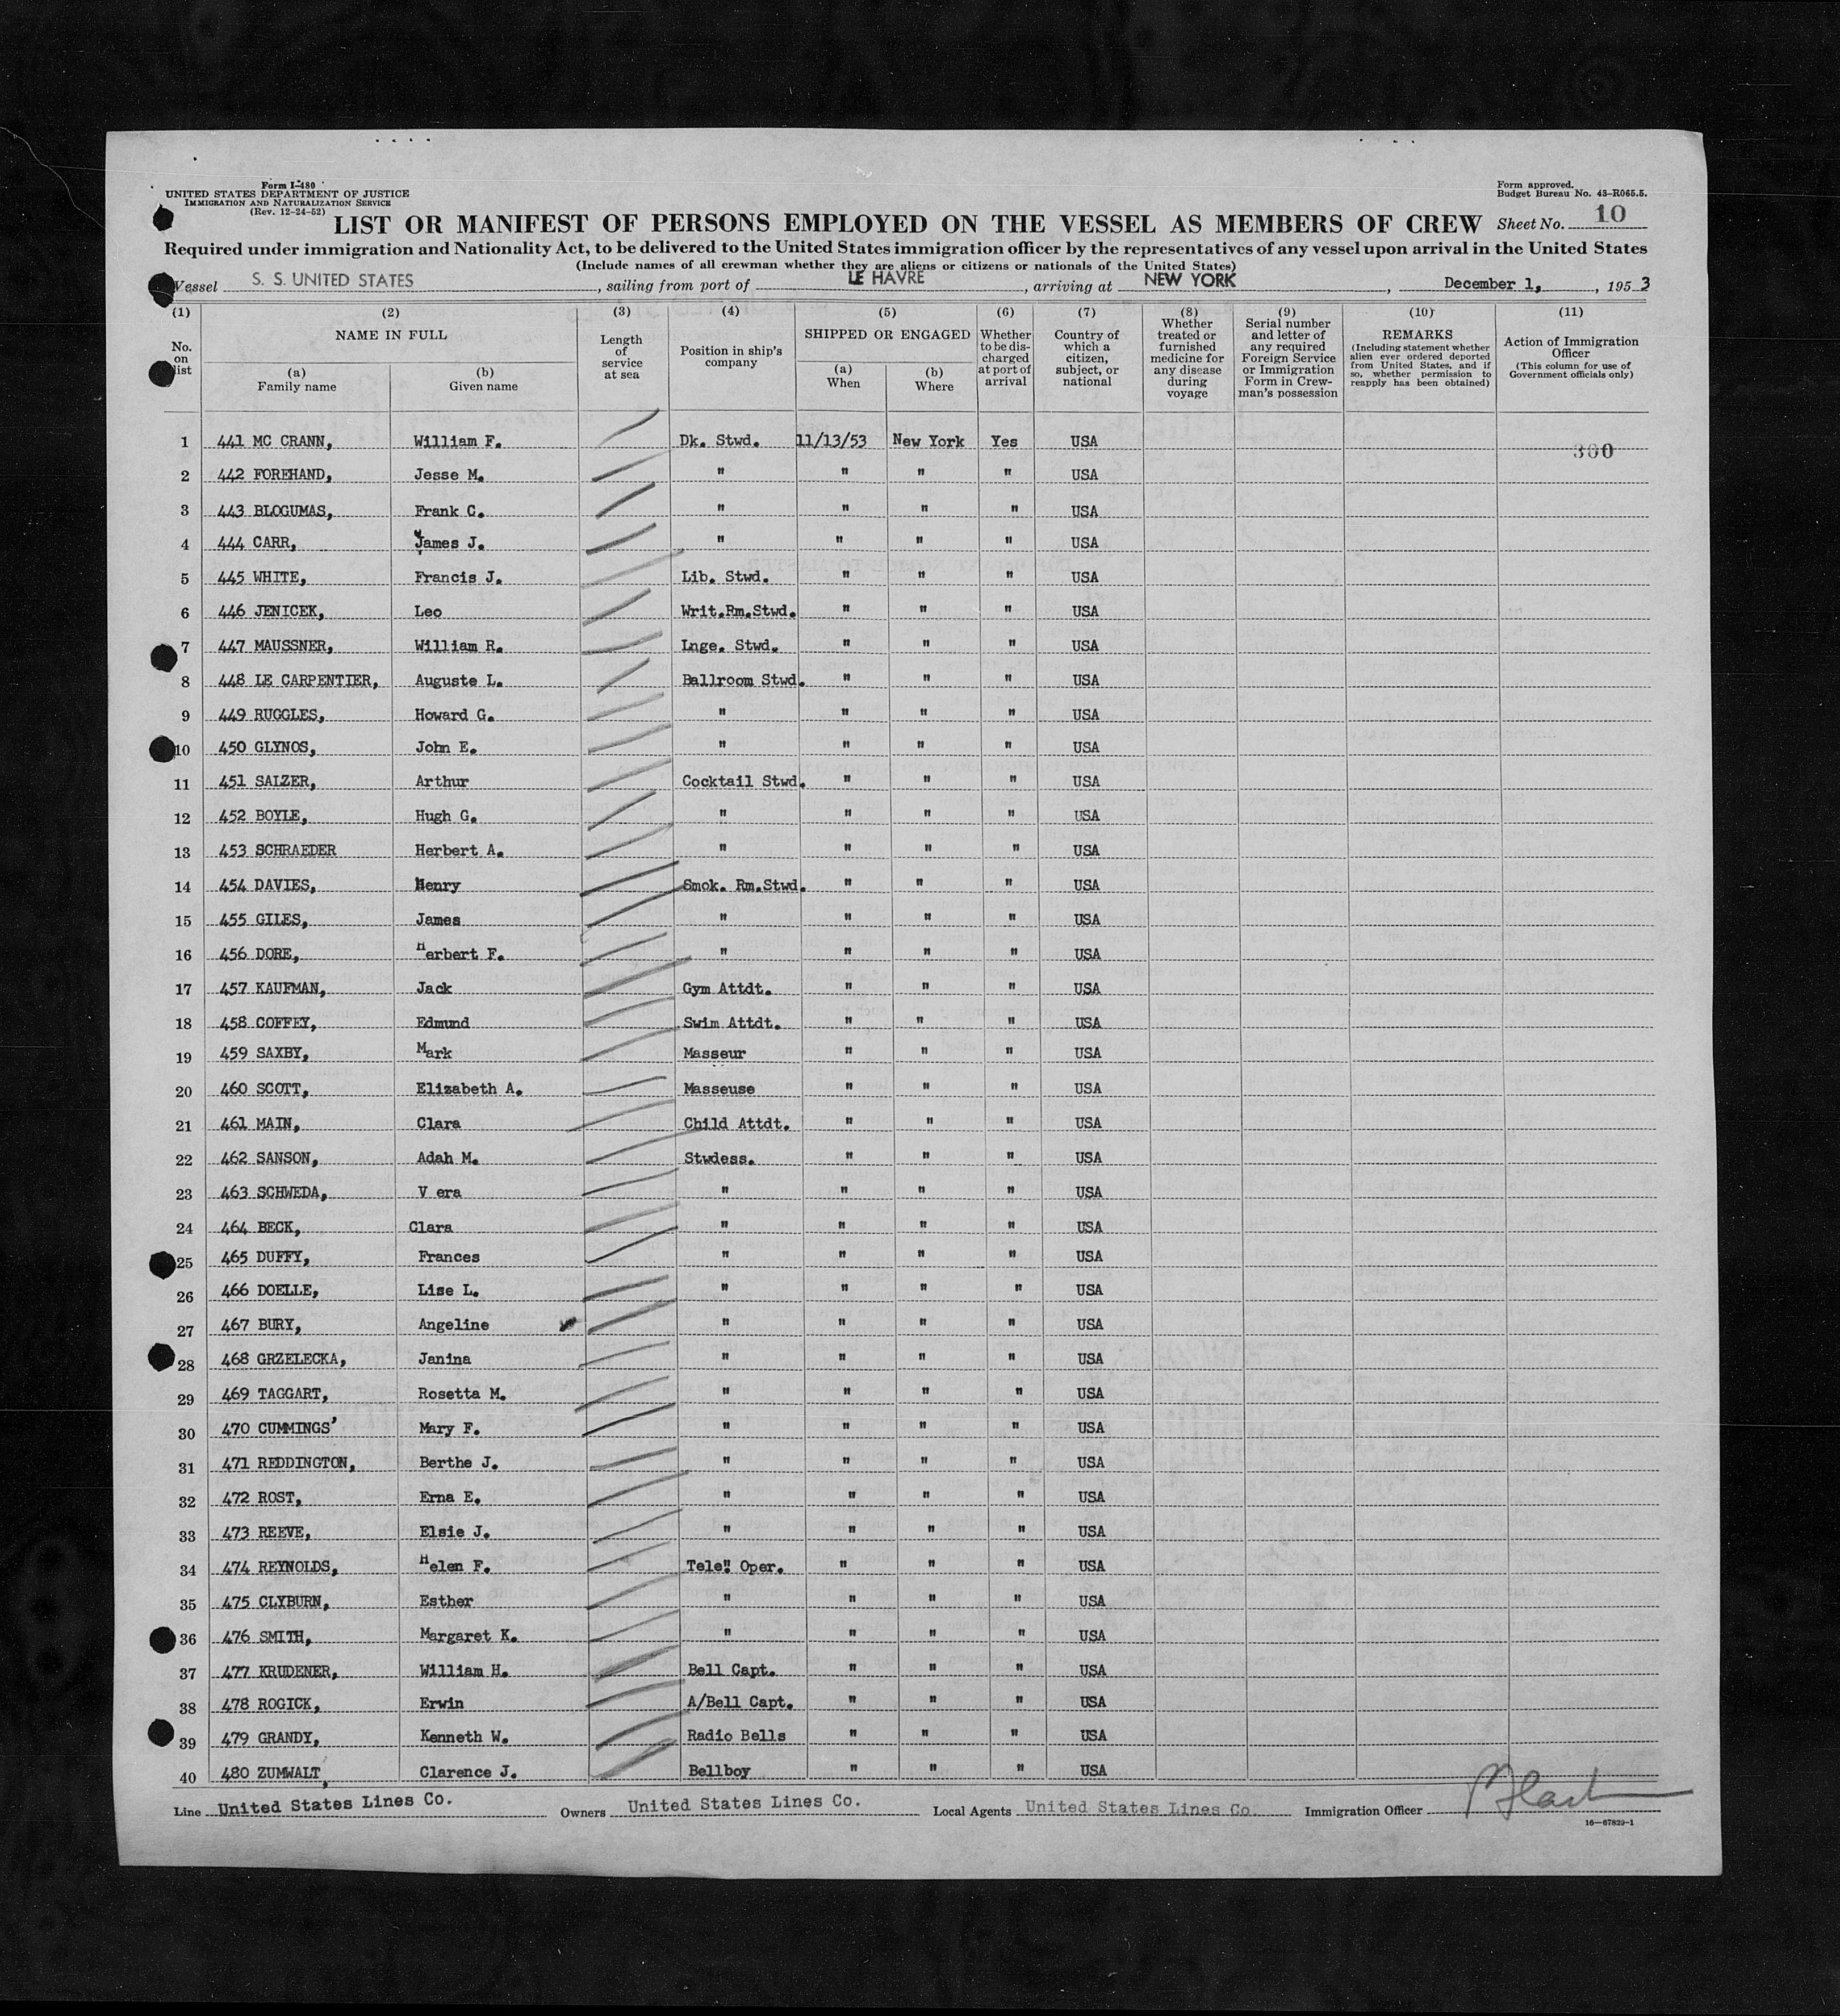 Form I-480
UNITED STATES DEPARTMENT OF JUSTICE
IMMIGRATION AND NATURALIZATION SERVICE
(Rev. 12-24-52)
Form approved.
Budget Bureau No. 43-R065.5.
LIST OR MANIFEST OF PERSONS EMPLOYED ON THE VESSEL AS MEMBERS OF CREW Sheet No. 10
Required under immigration and Nationality Act, to be delivered to the United States immigration officer by the representatives of any vessel upon arrival in the United States
(Include names of all crewman whether they are aliens or citizens or nationals of the United States)
Vessel S. S. UNITED STATES, sailing from port of LE HAVRE, arriving at NEW YORK, December 1, 1953
(1) (2) (3) (4) (5) (6) (7) (8) (9) (10) (11)
No. on list
NAME IN FULL
(a) Family name
(b) Given name
Length of service at sea
Position in ship's company
SHIPPED OR ENGAGED
(a) When
(b) Where
Whether to be discharged at port of arrival
Country of which a citizen, subject, or national
Whether treated or furnished medicine for any disease during voyage
Serial number and letter of any required Foreign Service or Immigration Form in Crewman's possession
REMARKS
(Including statement whether alien ever ordered deported from United States, and if so, whether permission to reapply has been obtained)
Action of Immigration Officer
(This column for use of Government officials only)
1 441 MC CRANN, William F. Dk. Stwd. 11/13/53 New York Yes USA
300
2 442 FOREHAND, Jesse M. " " " " USA
3 443 BLOGUMAS, Frank C. " " " " USA
4 444 CARR, James J. " " " " USA
5 445 WHITE, Francis J. Lib. Stwd. " " " USA
6 446 JENICEK, Leo Writ.Rm.Stwd. " " " USA
7 447 MAUSSNER, William R. Lnge. Stwd. " " " USA
8 448 LE CARPENTIER, Auguste L. Ballroom Stwd. " " " USA
9 449 RUGGLES, Howard G. " " " " USA
10 450 GLYNOS, John E. " " " " USA
11 451 SALZER, Arthur Cocktail Stwd. " " " USA
12 452 BOYLE, Hugh G. " " " " USA
13 453 SCHRAEDER Herbert A. " " " " USA
14 454 DAVIES, Henry Smok. Rm.Stwd. " " " USA
15 455 GILES, James " " " " USA
16 456 DORE, Herbert F. " " " " USA
17 457 KAUFMAN, Jack Gym Attdt. " " " USA
18 458 COFFEY, Edmund Swim Attdt. " " " USA
19 459 SAXBY, Mark Masseur " " " USA
20 460 SCOTT, Elizabeth A. Masseuse " " " USA
21 461 MAIN, Clara Child Attdt. " " " USA
22 462 SANSON, Adah M. Stwdess. " " " USA
23 463 SCHWEDA, V era " " " " USA
24 464 BECK, Clara " " " " USA
25 465 DUFFY, Frances " " " " USA
26 466 DOELLE, Lise L. " " " " USA
27 467 BURY, Angeline " " " " USA
28 468 GRZELECKA, Janina " " " " USA
29 469 TAGGART, Rosetta M. " " " " USA
30 470 CUMMINGS' Mary F. " " " " USA
31 471 REDDINGTON, Berthe J. " " " " USA
32 472 ROST, Erna E. " " " " USA
33 473 REEVE, Elsie J. " " " " USA
34 474 REYNOLDS, Helen F. Tele. Oper. " " " USA
35 475 CLYBURN, Esther " " " " USA
36 476 SMITH, Margaret K. " " " " USA
37 477 KRUDENER, William H. Bell Capt. " " " USA
38 478 ROGICK, Erwin A/Bell Capt. " " " USA
39 479 GRANDY, Kenneth W. Radio Bells " " " USA
40 480 ZUMWALT, Clarence J. Bellboy " " " USA
Line United States Lines Co. Owners United States Lines Co. Local Agents United States Lines Co. Immigration Officer
16—67829-1